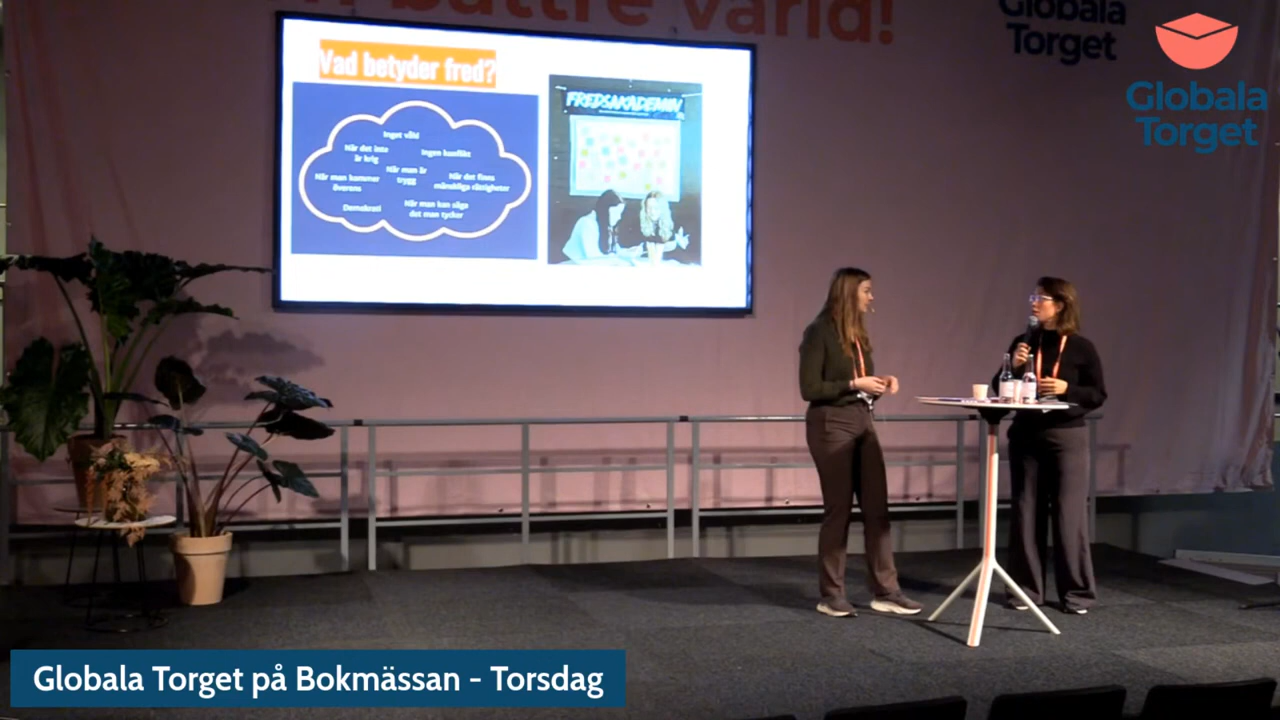 en bättre värld!
Globala
Torget
Globala
Torget
Vad betyder fred?
Inget våld
När det inte
är krig
Ingen konflikt
När man är
trygg
När man kommer
överens
När det finns
mänskliga rättigheter
Demokrati
När man kan säga
det man tycker
FREDSAKADEMIN
Globala Torget på Bokmässan - Torsdag